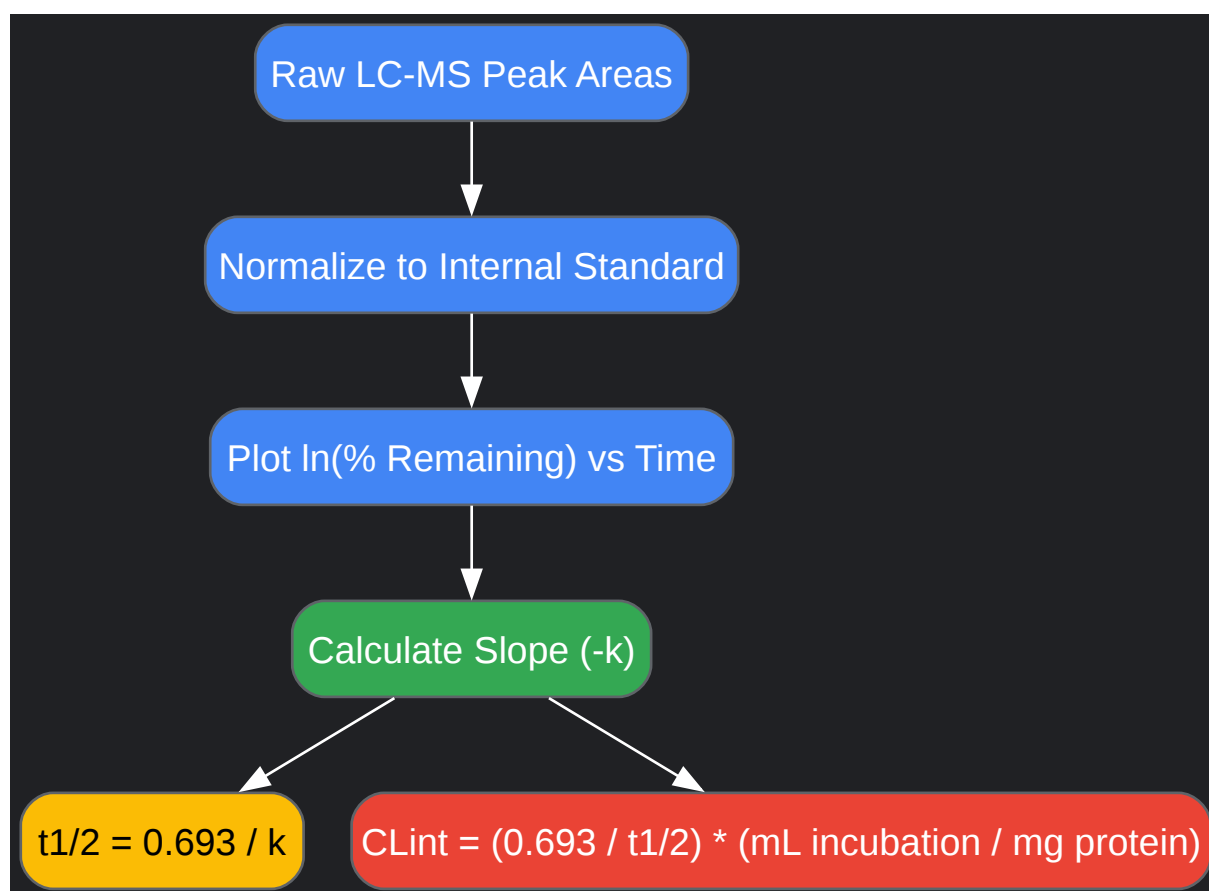 Raw LC-MS Peak Areas
Normalize to Internal Standard
Plot ln(% Remaining) vs Time
Calculate Slope (-k)
t1/2 = 0.693 / k
CLint = (0.693 / t1/2) * (mL incubation / mg protein)